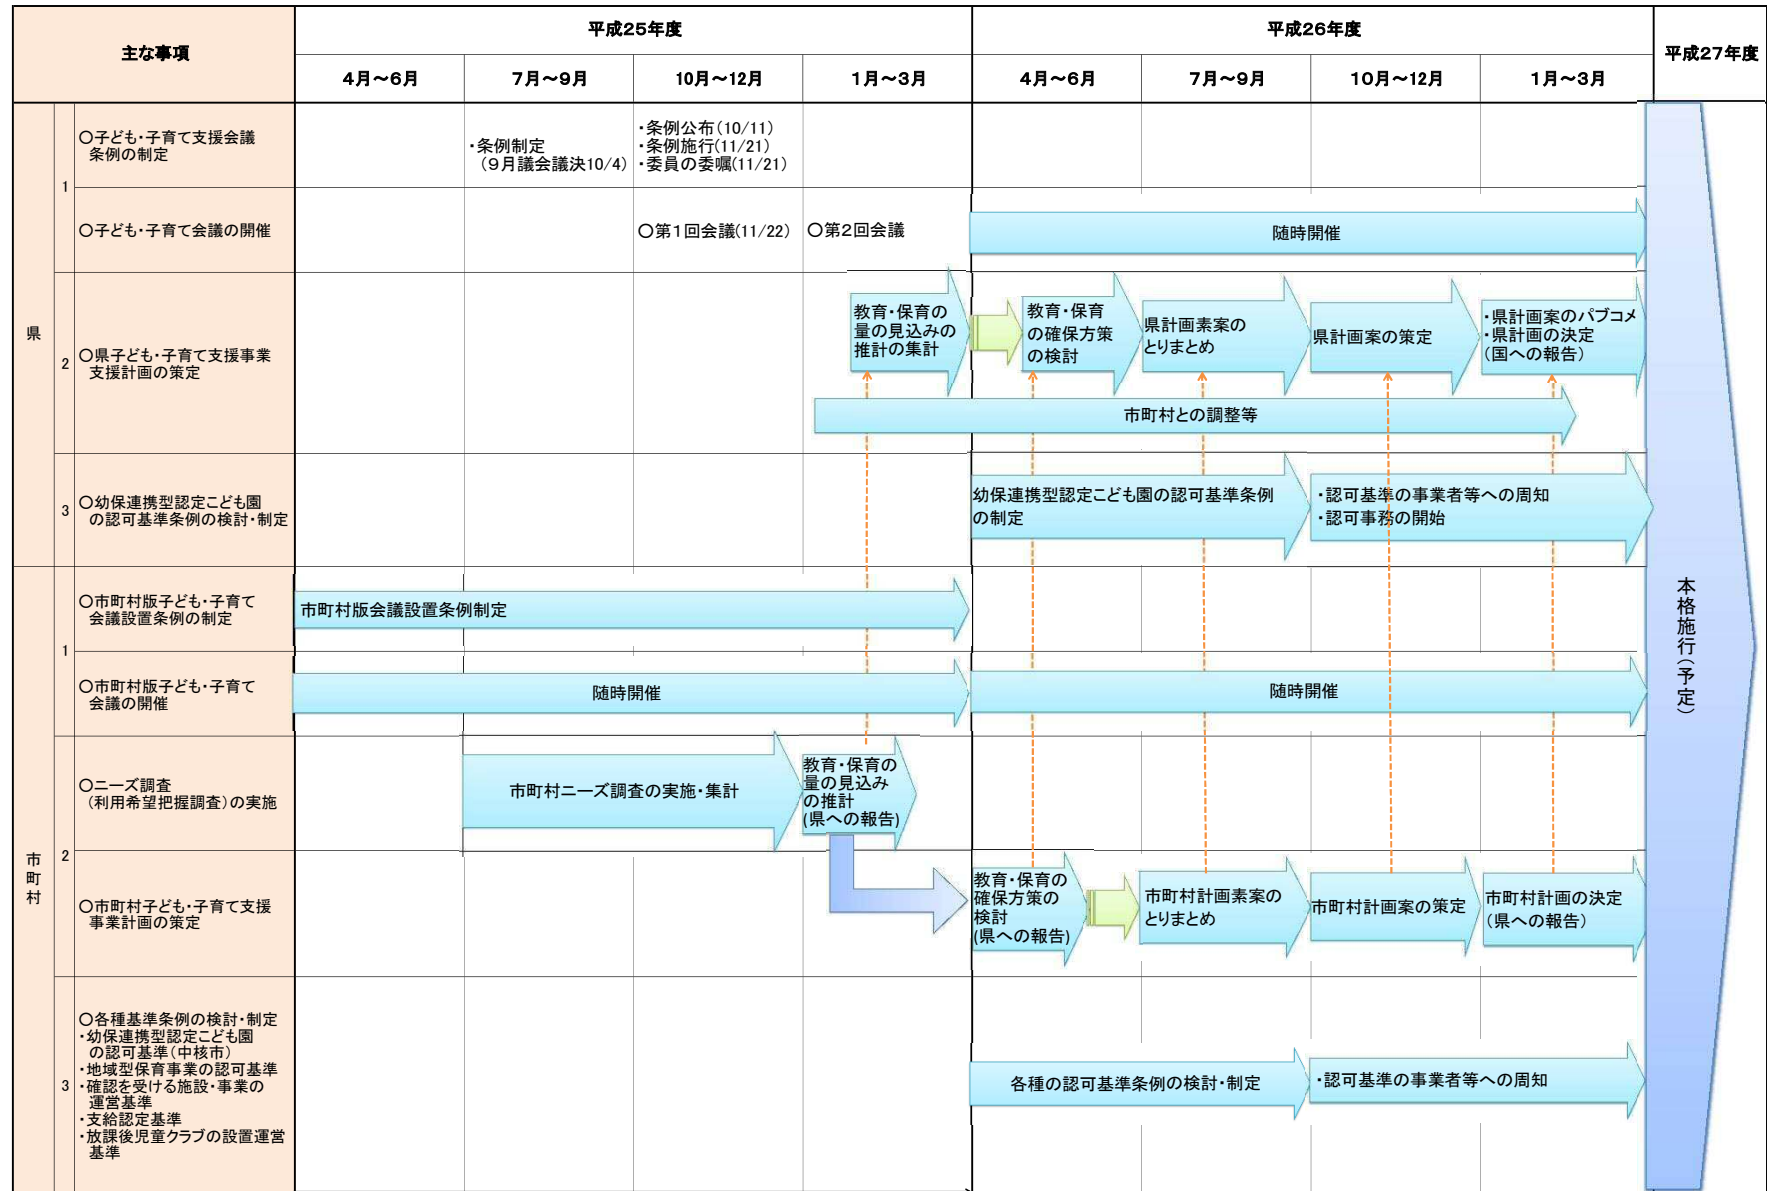 主な事項
平成25年度
平成26年度
平成27年度
4月～6月
7月～9月
10月～12月
1月～3月
4月～6月
7月～9月
10月～12月
1月～3月
県
1
○子ども・子育て支援会議
条例の制定
・条例制定
（9月議会議決10/4）
・条例公布（10/11）
・条例施行（11/21）
・委員の委嘱（11/21）
○子ども・子育て会議の開催
○第1回会議（11/22）
○第2回会議
随時開催
2
○県子ども・子育て支援事業
支援計画の策定
教育・保育の
量の見込みの
推計の集計
教育・保育
の確保方策
の検討
県計画素案の
とりまとめ
県計画案の策定
・県計画案のパブコメ
・県計画の決定
（国への報告）
市町村との調整等
3
○幼保連携型認定こども園
の認可基準条例の検討・制定
幼保連携型認定こども園の認可基準条例
の制定
・認可基準の事業者等への周知
・認可事務の開始
市町村
1
○市町村版子ども・子育て
会議設置条例の制定
市町村版会議設置条例制定
○市町村版子ども・子育て
会議の開催
随時開催
随時開催
2
○ニーズ調査
（利用希望把握調査）の実施
市町村ニーズ調査の実施・集計
教育・保育の
量の見込み
の推計
(県への報告)
○市町村子ども・子育て支援
事業計画の策定
教育・保育の
確保方策の
検討
(県への報告)
市町村計画素案の
とりまとめ
市町村計画案の策定
市町村計画の決定
（県への報告）
3
○各種基準条例の検討・制定
・幼保連携型認定こども園
の認可基準（中核市）
・地域型保育事業の認可基準
・確認を受ける施設・事業の
運営基準
・支給認定基準
・放課後児童クラブの設置運営
基準
各種の認可基準条例の検討・制定
・認可基準の事業者等への周知
本格施行（予定）